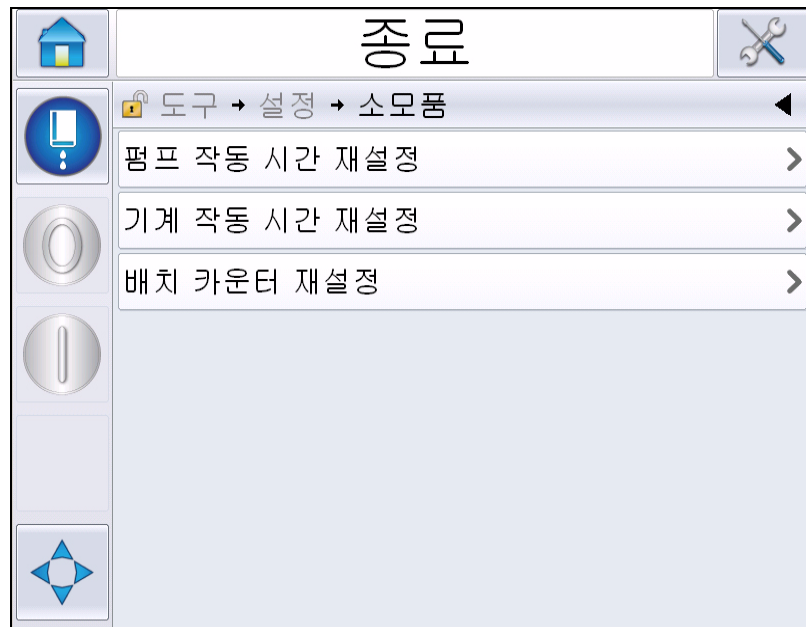 종료
도구 → 설정 → 소모품
펌프 작동 시간 재설정
기계 작동 시간 재설정
배치 카운터 재설정